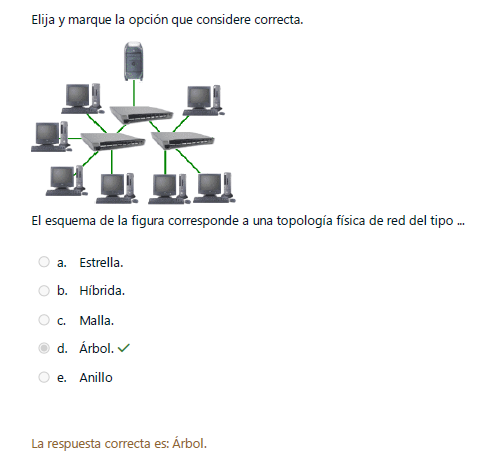 Elija y marque la opción que considere correcta.
El esquema de la figura corresponde a una topología física de red del tipo ...
a. Estrella.
b. Híbrida.
c. Malla.
d. Árbol.
e. Anillo
La respuesta correcta es: Árbol.